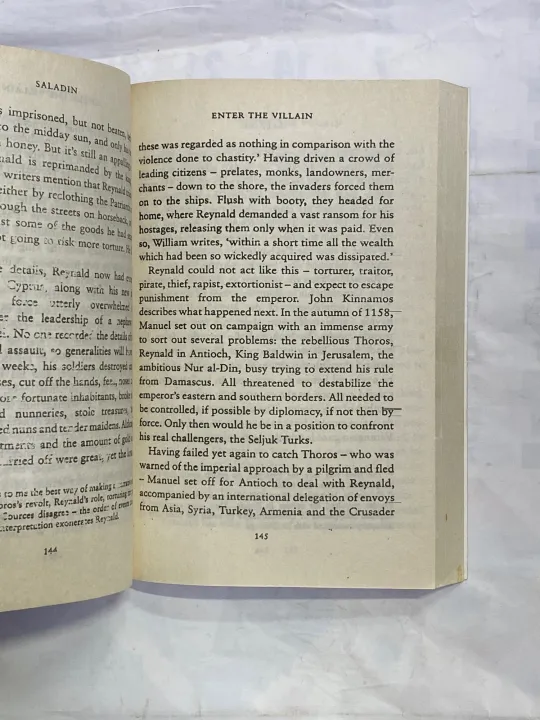 SALADIN
imprisoned, but not beaten,
to the midday sun, and only
honey. But it's still an
is reprimanded by the
writers mention that Reynald
either by reclothing the
through the streets on horseback,
some of the goods he had
going to risk more torture.
details, Reynald now had
Cyprus, along with his new
force utterly overwhelmed
the leadership of a
No one recorded the details
assault, so generalities will
weeks, his soldiers destroyed
cut off the hands, feet,
fortunate inhabitants,
nunneries, stole treasure,
nuns and tender maidens.
and the amount of gold
off were great, yet the
to me the best way of making
revolt, Reynald's role,
Sources disagree – the order of
interpretation exonerates Reynald.
144
ENTER THE VILLAIN
these was regarded as nothing in comparison with the
violence done to chastity.' Having driven a crowd of
leading citizens – prelates, monks, landowners, mer-
chants – down to the shore, the invaders forced them
on to the ships. Flush with booty, they headed for
home, where Reynald demanded a vast ransom for his
hostages, releasing them only when it was paid. Even
so, William writes, 'within a short time all the wealth
which had been so wickedly acquired was dissipated.'
Reynald could not act like this – torturer, traitor,
pirate, thief, rapist, extortionist – and expect to escape
punishment from the emperor. John Kinnamos
describes what happened next. In the autumn of 1158,
Manuel set out on campaign with an immense army
to sort out several problems: the rebellious Thoros,
Reynald in Antioch, King Baldwin in Jerusalem, the
ambitious Nur al-Din, busy trying to extend his rule
from Damascus. All threatened to destabilize the
emperor's eastern and southern borders. All needed to
be controlled, if possible by diplomacy, if not then by
force. Only then would he be in a position to confront
his real challengers, the Seljuk Turks.
Having failed yet again to catch Thoros – who was
warned of the imperial approach by a pilgrim and fled
– Manuel set off for Antioch to deal with Reynald,
accompanied by an international delegation of envoys
from Asia, Syria, Turkey, Armenia and the Crusader
145